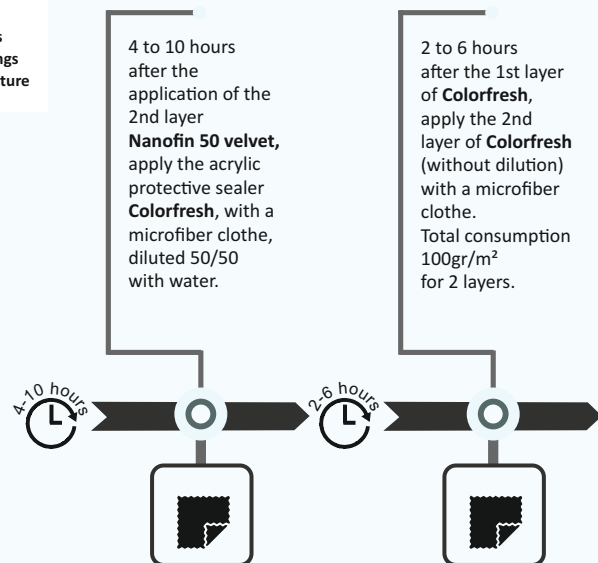 4 to 10 hours
after the
application of the
2nd layer
Nanofin 50 velvet,
apply the acrylic
protective sealer
Colorfresh, with a
microfiber clothe,
diluted 50/50
with water.
2 to 6 hours
after the 1st layer
of Colorfresh,
apply the 2nd
layer of Colorfresh
(without dilution)
with a microfiber
clothe.
Total consumption
100gr/m²
for 2 layers.
4-10 hours
2-6 hours